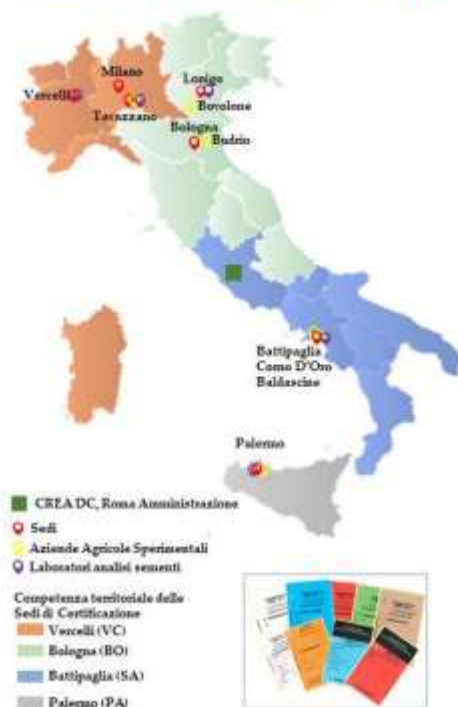 Milano
Vercelli
Tavazzano
Lonigo
Bovolone
Bologna
Budrio
Battipaglia
Corno D'Oro
Baldascine
Palermo
CREA DC, Roma Amministrazione
Sedi
Aziende Agricole Sperimentali
Laboratori analisi sementi
Competenza territoriale delle
Sedi di Certificazione
Vercelli (VC)
Bologna (BO)
Battipaglia (SA)
Palermo (PA)